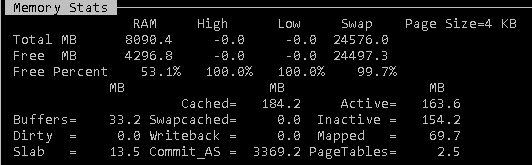 Memory Stats
RAM High Low Swap Page Size=4 KB
Total MB 8090.4 -0.0 -0.0 24576.0
Free MB 4296.8 -0.0 -0.0 24497.3
Free Percent 53.1% 100.0% 100.0% 99.7%
MB MB MB
Cached= 184.2 Active= 163.6
Buffers= 33.2 Swapcached= 0.0 Inactive = 154.2
Dirty = 0.0 Writeback = 0.0 Mapped = 69.7
Slab = 13.5 Commit_AS = 3369.2 PageTables= 2.5